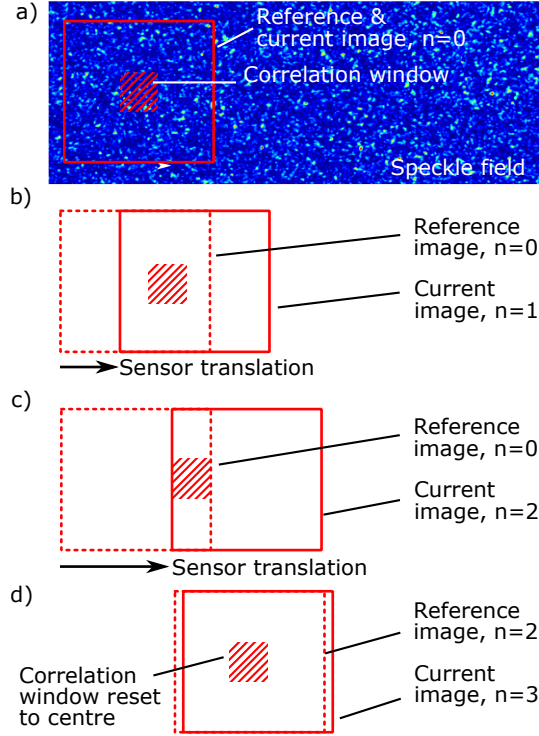 a)
Reference &
current image, n=0
Correlation window
Speckle field
b)
Reference
image, n=0
Current
image, n=1
Sensor translation
c)
Reference
image, n=0
Current
image, n=2
Sensor translation
d)
Reference
image, n=2
Correlation
window reset
to centre
Current
image, n=3